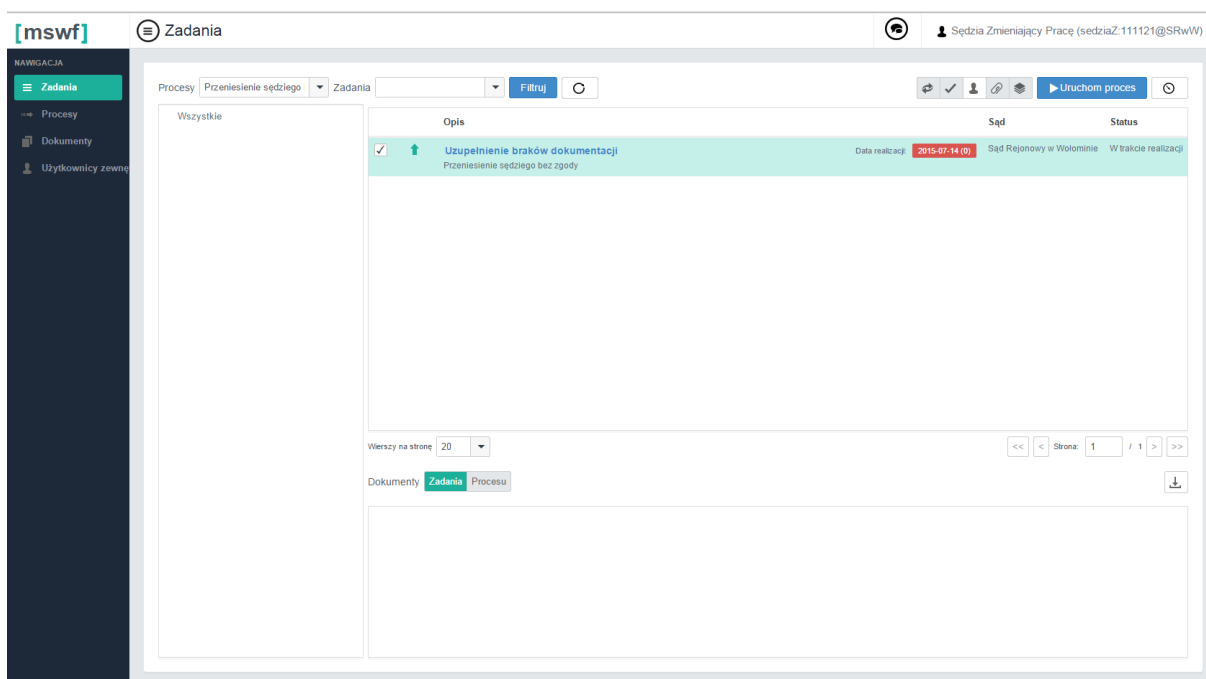 [mswf]
Zadania
Sędzia Zmieniający Pracę (sedziaZ:111121@SRwW)
NAWIGACJA
Zadania
Procesy
Dokumenty
Użytkownicy zewnę
Procesy Przeniesienie sędziego Zadania Filtruj Uruchom proces
Wszystkie
Opis Sąd Status
Uzupełnienie braków dokumentacji Data realizacji: 2015-07-14 (0) Sąd Rejonowy w Wołominie W trakcie realizacji
Przeniesienie sędziego bez zgody
Wierszy na stronę 20 << < Strona: 1 / 1 > >>
Dokumenty Zadania Procesu